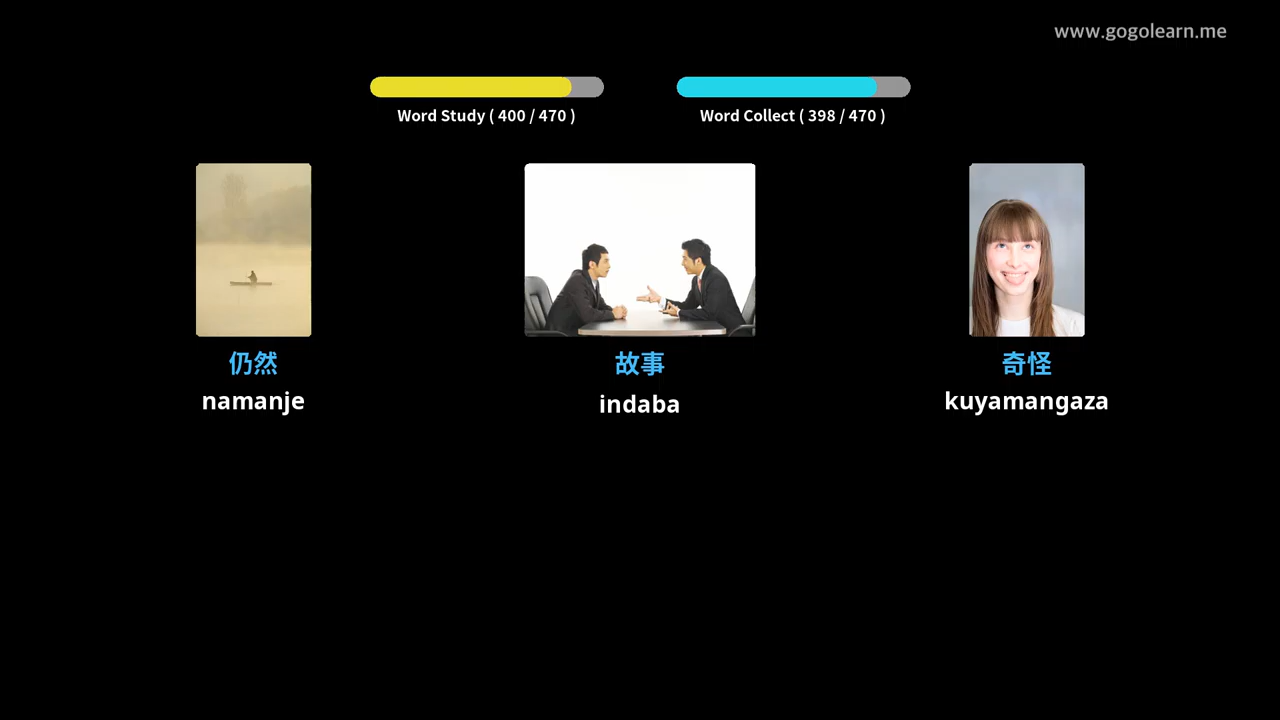 www.gogolearn.me
Word Study ( 400 / 470 )
Word Collect ( 398 / 470 )
仍然
namanje
故事
indaba
奇怪
kuyamangaza